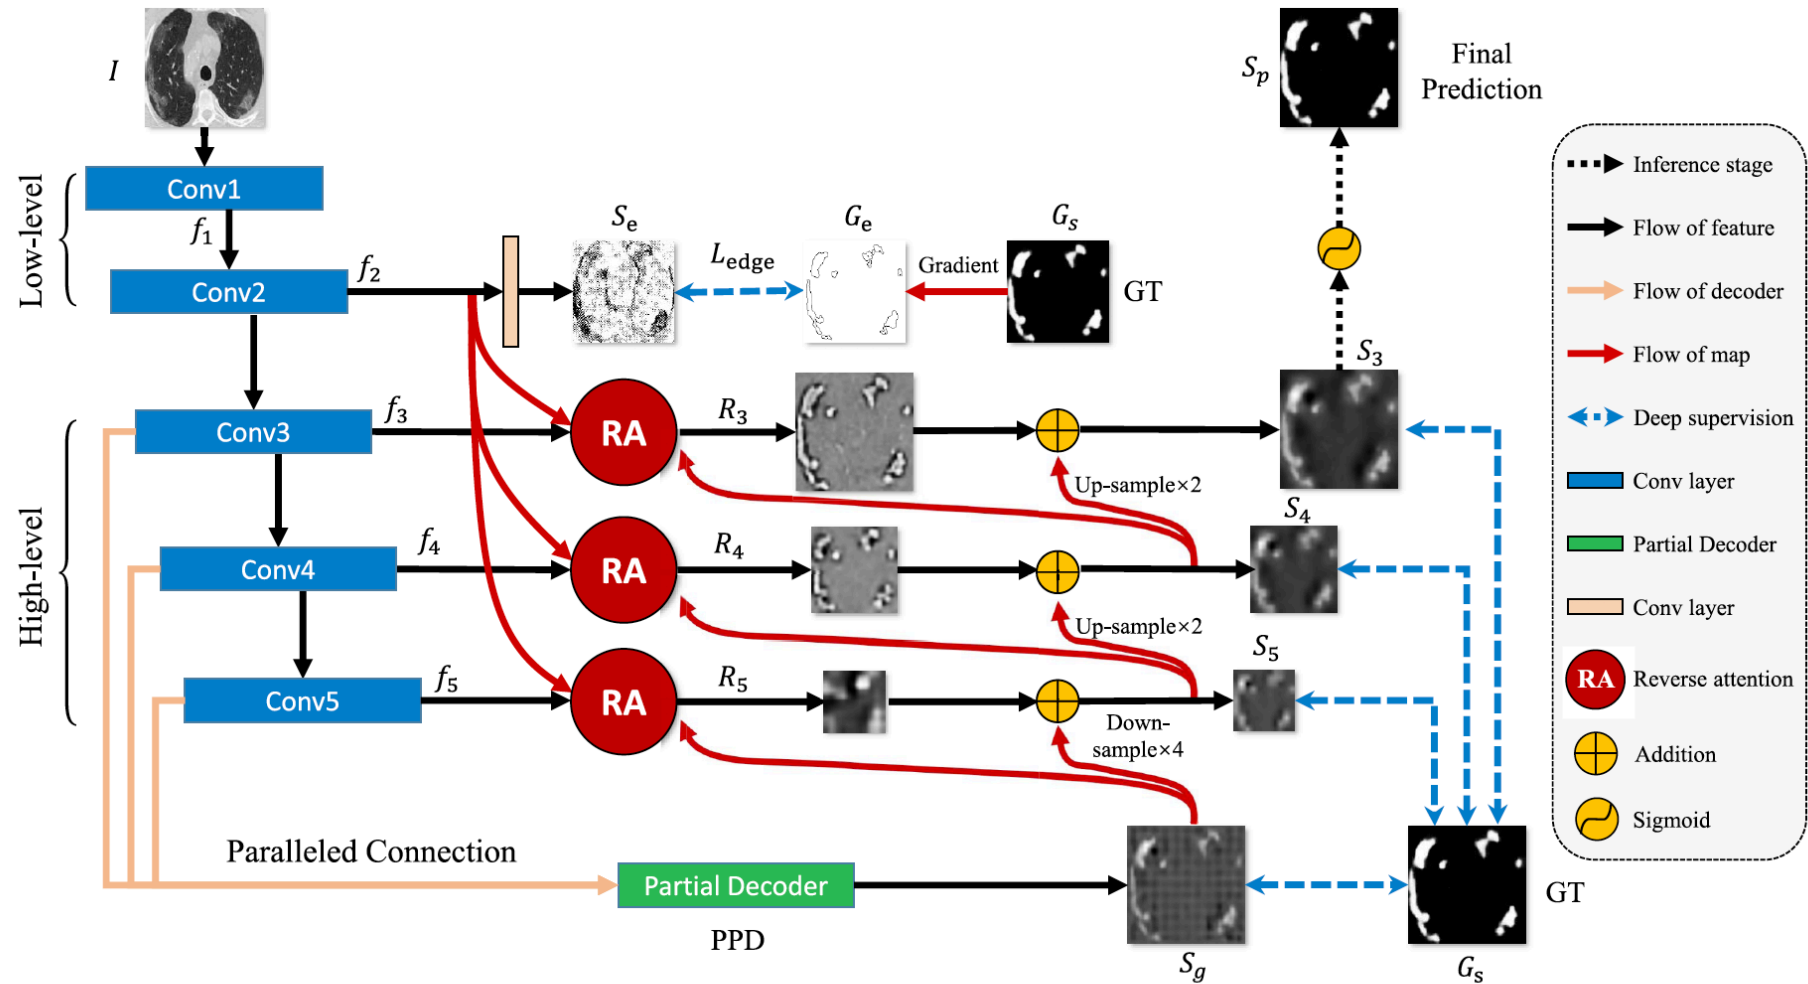 I
Final
Prediction
Sp
Low-level
Conv1
f1
Conv2
f2
Se
Ledge
Ge
Gradient
Gs
GT
High-level
Conv3
f3
RA
R3
Up-sample×2
S3
Conv4
f4
RA
R4
Up-sample×2
S4
Conv5
f5
RA
R5
Down-
sample×4
S5
Paralleled Connection
Partial Decoder
PPD
Sg
GT
Gs
Inference stage
Flow of feature
Flow of decoder
Flow of map
Deep supervision
Conv layer
Partial Decoder
Conv layer
RA Reverse attention
Addition
Sigmoid